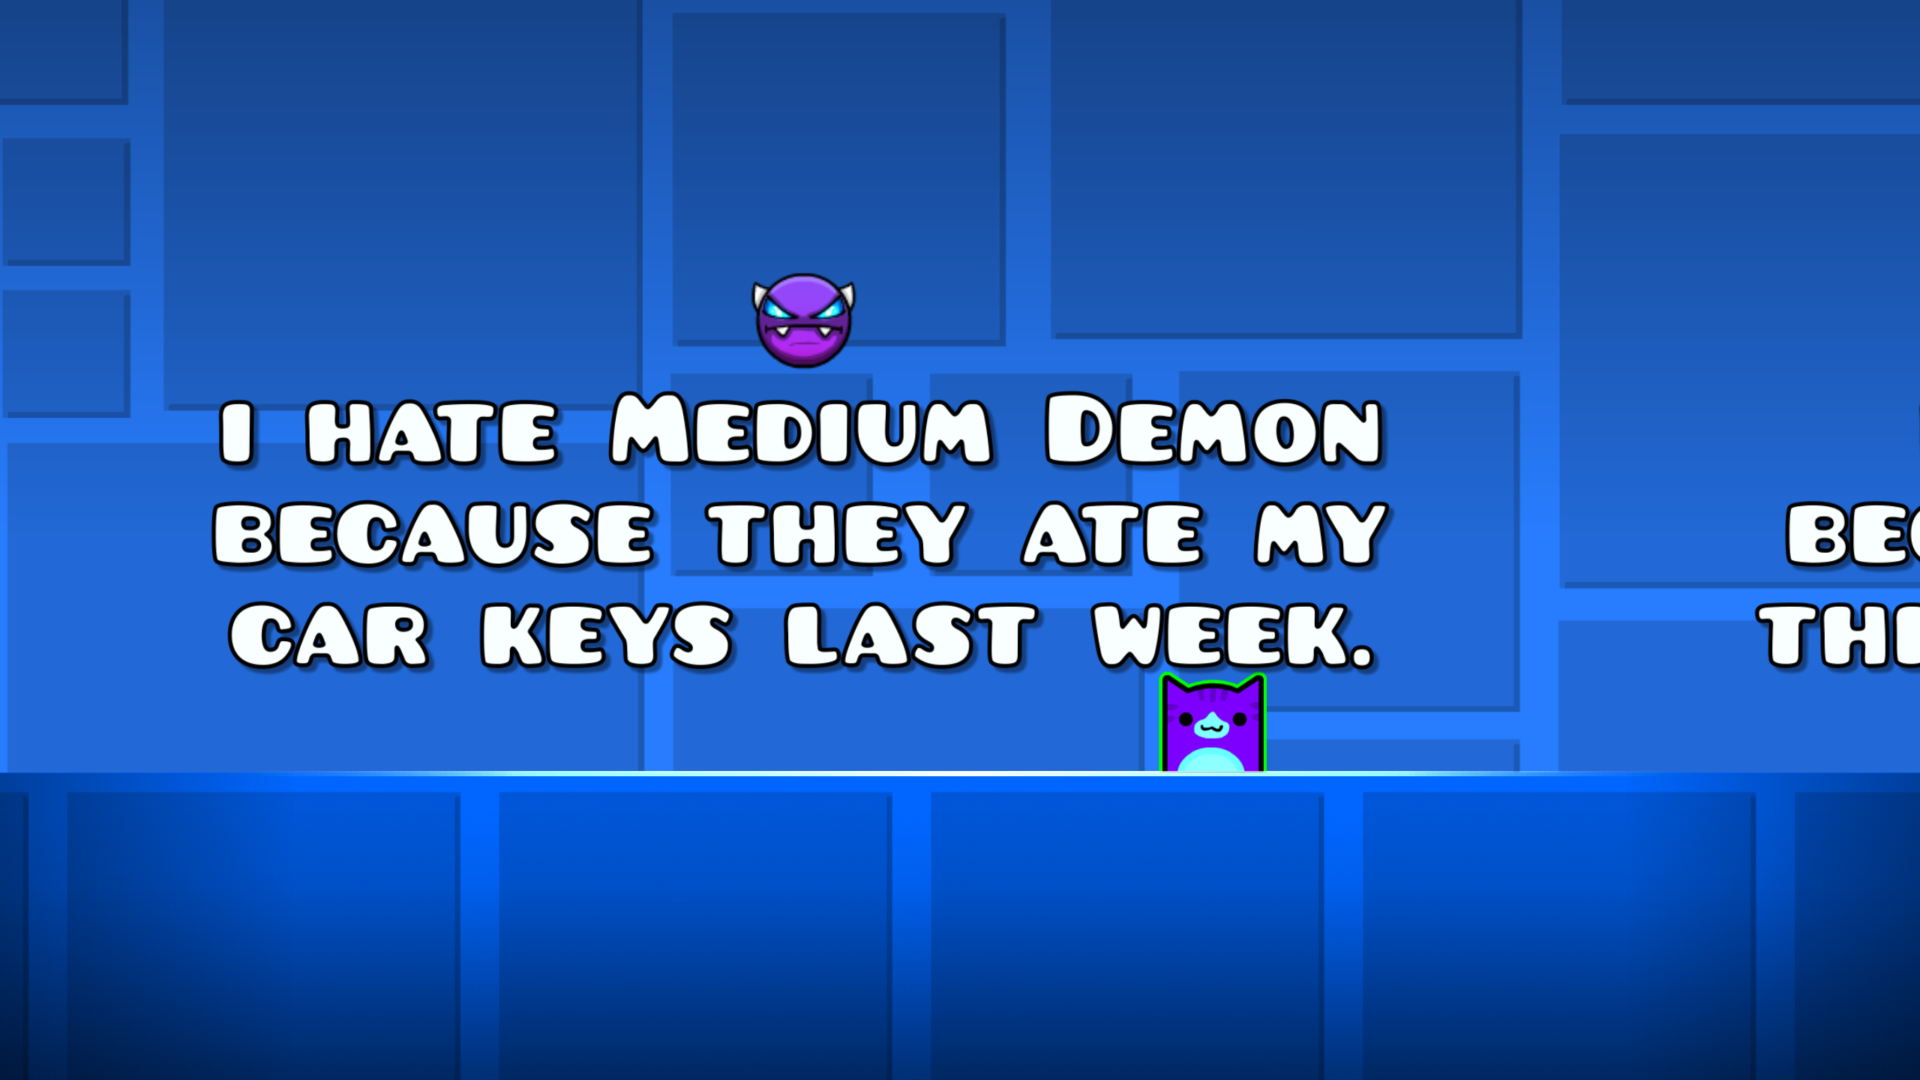 I HATE MEDIUM DEMON
BECAUSE THEY ATE MY
CAR KEYS LAST WEEK.